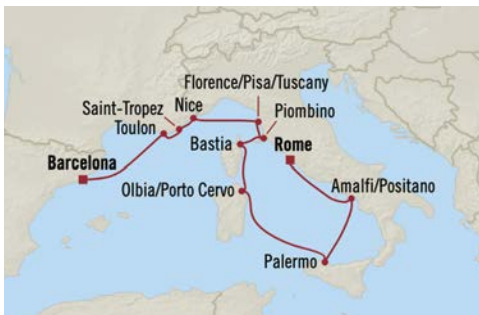 Florence/Pisa/Tuscany
Saint-Tropez
Nice
Piombino
Toulon
Bastia
Rome
Barcelona
Olbia/Porto Cervo
Amalfi/Positano
Palermo